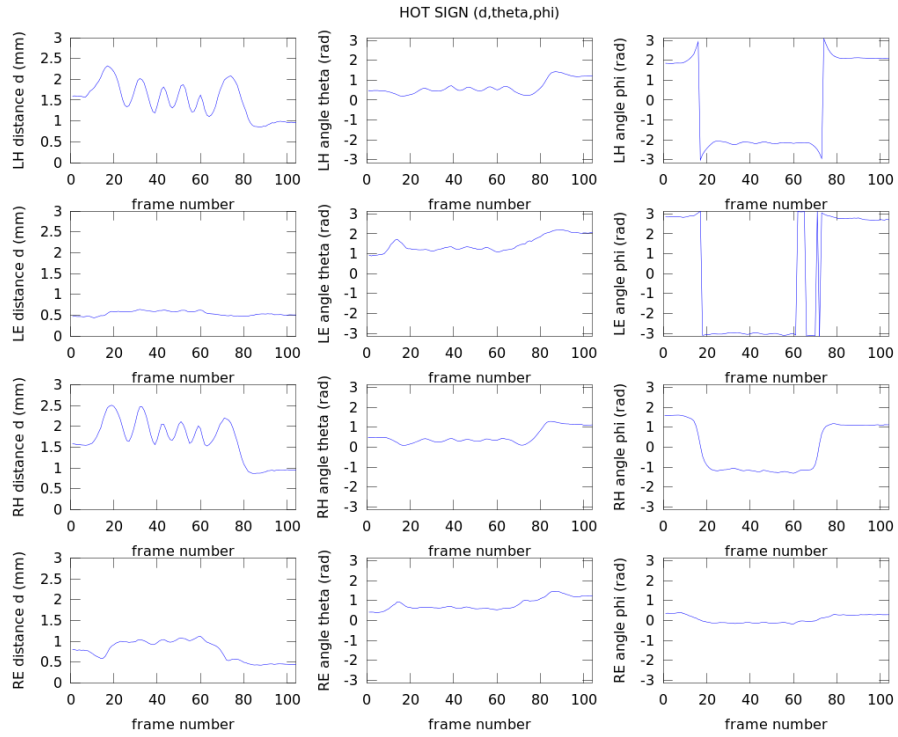 HOT SIGN (d,theta,phi)
LH distance d (mm)
3
2.5
2
1.5
1
0.5
0
0 20 40 60 80 100
frame number
LH angle theta (rad)
3
2
1
0
-1
-2
-3
0 20 40 60 80 100
frame number
LH angle phi (rad)
3
2
1
0
-1
-2
-3
0 20 40 60 80 100
frame number
LE distance d (mm)
3
2.5
2
1.5
1
0.5
0
0 20 40 60 80 100
frame number
LE angle theta (rad)
3
2
1
0
-1
-2
-3
0 20 40 60 80 100
frame number
LE angle phi (rad)
3
2
1
0
-1
-2
-3
0 20 40 60 80 100
frame number
RH distance d (mm)
3
2.5
2
1.5
1
0.5
0
0 20 40 60 80 100
frame number
RH angle theta (rad)
3
2
1
0
-1
-2
-3
0 20 40 60 80 100
frame number
RH angle phi (rad)
3
2
1
0
-1
-2
-3
0 20 40 60 80 100
frame number
RE distance d (mm)
3
2.5
2
1.5
1
0.5
0
0 20 40 60 80 100
frame number
RE angle theta (rad)
3
2
1
0
-1
-2
-3
0 20 40 60 80 100
frame number
RE angle phi (rad)
3
2
1
0
-1
-2
-3
0 20 40 60 80 100
frame number